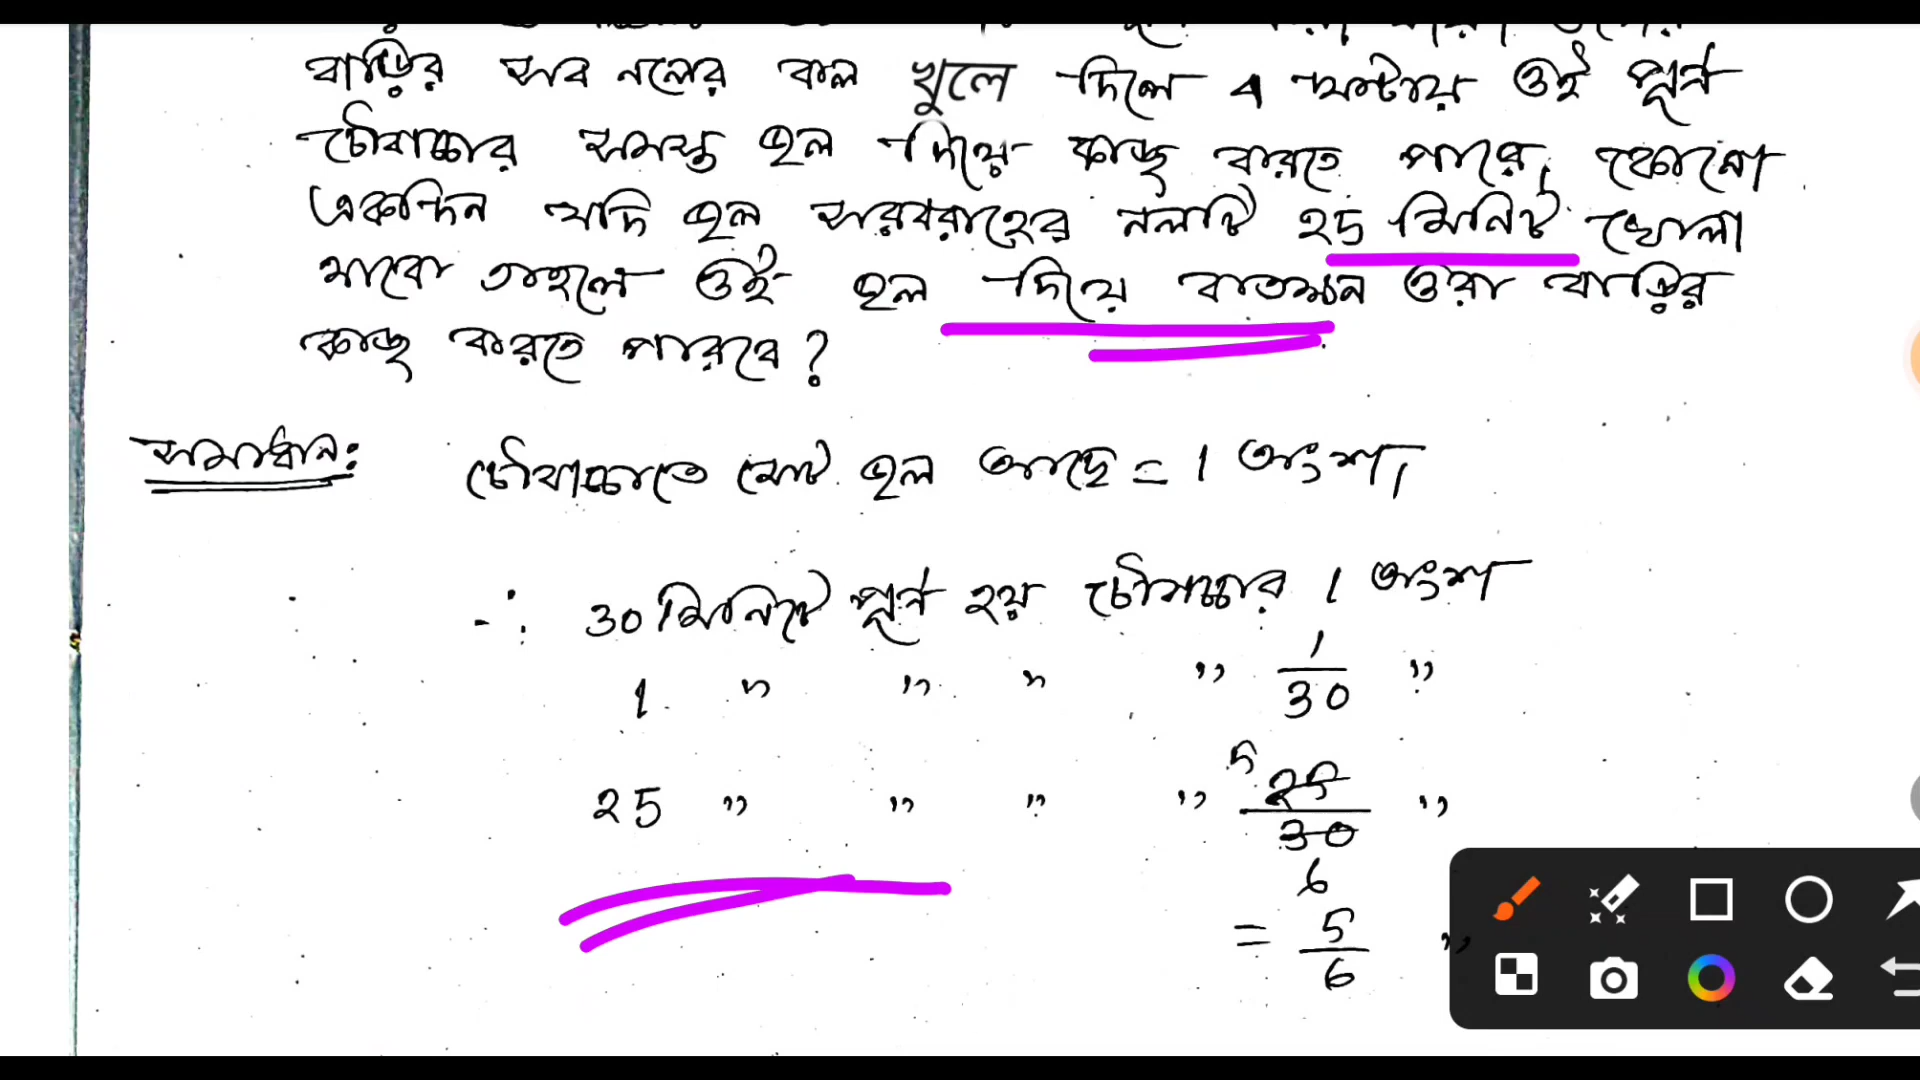 বাড়ির সব নলের কল খুলে দিলে 4 ঘন্টায় ওই পূর্ন
চৌবাচ্চার সমস্ত জল দিয়ে কাজ করতে পারে, কোনো
একদিন যদি জল সরবরাহের নলটি 25 মিনিট খোলা
থাকে তাহলে ওই জল দিয়ে কতক্ষন ওরা বাড়ির
কাজ করতে পারবে ?
সমাধান: চৌবাচ্চাতে মোট জল আছে = 1 অংশ।
∴ 30 মিনিটে পূর্ন হয় চৌবাচ্চার 1 অংশ
1 " " " " 1/30 "
25 " " " " 5 25/30 6 "
= 5/6 "